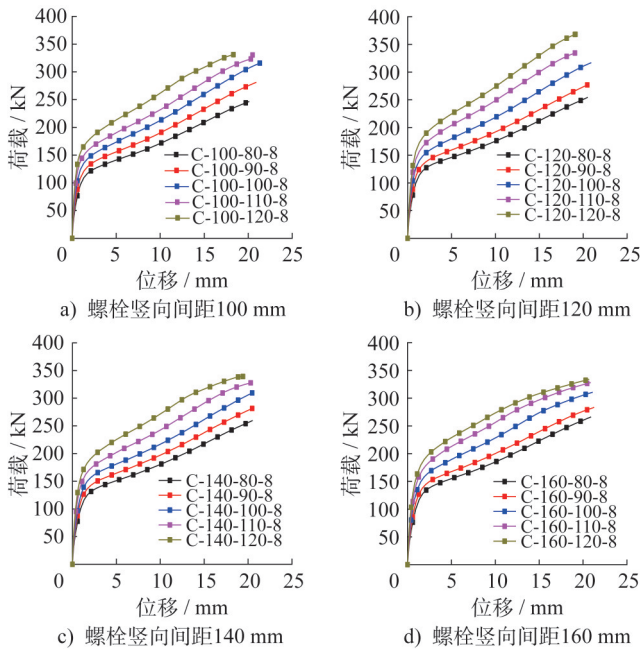 400
350
300
250
200
150
100
50
0
5
10
15
20
25
荷载 / kN
位移 / mm
C-100-80-8
C-100-90-8
C-100-100-8
C-100-110-8
C-100-120-8
a) 螺栓竖向间距100 mm
400
350
300
250
200
150
100
50
0
5
10
15
20
25
荷载 / kN
位移 / mm
C-120-80-8
C-120-90-8
C-120-100-8
C-120-110-8
C-120-120-8
b) 螺栓竖向间距120 mm
400
350
300
250
200
150
100
50
0
5
10
15
20
25
荷载 / kN
位移 / mm
C-140-80-8
C-140-90-8
C-140-100-8
C-140-110-8
C-140-120-8
c) 螺栓竖向间距140 mm
400
350
300
250
200
150
100
50
0
5
10
15
20
25
荷载 / kN
位移 / mm
C-160-80-8
C-160-90-8
C-160-100-8
C-160-110-8
C-160-120-8
d) 螺栓竖向间距160 mm